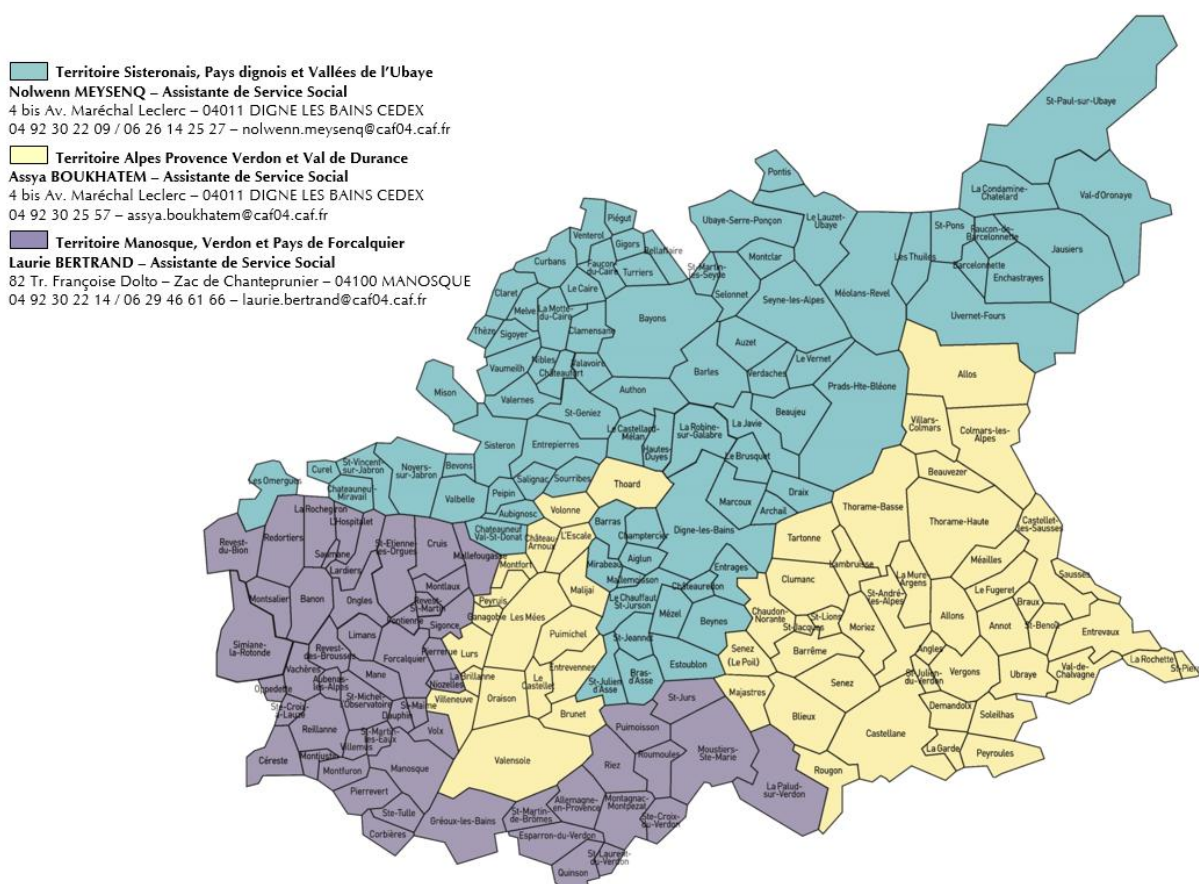 Territoire Sisteronais, Pays dignois et Vallées de l'Ubaye
Nolwenn MEYSENQ – Assistante de Service Social
4 bis Av. Maréchal Leclerc – 04011 DIGNE LES BAINS CEDEX
04 92 30 22 09 / 06 26 14 25 27 – nolwenn.meysenq@caf04.caf.fr
Territoire Alpes Provence Verdon et Val de Durance
Assya BOUKHATEM – Assistante de Service Social
4 bis Av. Maréchal Leclerc – 04011 DIGNE LES BAINS CEDEX
04 92 30 25 57 – assya.boukhatem@caf04.caf.fr
Territoire Manosque, Verdon et Pays de Forcalquier
Laurie BERTRAND – Assistante de Service Social
82 Tr. Françoise Dolto – Zac de Chanteprunier – 04100 MANOSQUE
04 92 30 22 14 / 06 29 46 61 66 – laurie.bertrand@caf04.caf.fr
St-Paul-sur-Ubaye
Pontis
La Condamine-
Chatelard
Val-d'Oronaye
Ubaye-Serre-Ponçon
Le Lauzet-
Ubaye
St-Pons
Faucon-de-
Barcelonnette
Jausiers
Piégut
Venterol
Gigors
Bellaffaire
Curbans
Faucon-
du-Caire
Turriers
St-Martin-
les-Seyne
Montclar
Les Thuiles
Barcelonnette
Enchastrayes
Le Caire
Selonnet
Seyne-les-Alpes
Méolans-Revel
Claret
Melve
La Motte-
du-Caire
Bayons
Uvernet-Fours
Thèze
Sigoyer
Clamensane
Auzet
Vaumeilh
Nibles
Châteaufort
Valavoire
Barles
Verdaches
Le Vernet
Allos
Mison
Valernes
Authon
Prads-Hte-Bléone
St-Geniez
Beaujeu
Villars-
Colmars
Colmars-les-
Alpes
Sisteron
Entrepierres
Le Castellard-
Mélan
Hautes-
Duyes
La Robine-
sur-Galabre
La Javie
Le Brusquet
Beauvezer
Les Omergues
Curel
St-Vincent-
sur-Jabron
Noyers-
sur-Jabron
Bevons
Salignac
Sourribes
Thoard
Marcoux
Draix
Chateauneu-
Miravail
Valbelle
Peipin
Aubignosc
Volonne
Archail
Thorame-Basse
Thorame-Haute
Castellet-
les-Sausses
La Rochegiron
L'Hospitalet
Chateauneuf
Val-St-Donat
Barras
Champtercier
Digne-les-Bains
Revest-
du-Bion
Redortiers
Saumane
Lardiers
St-Etienne-
les-Orgues
Cruis
Mallefougasse
Château-
Arnoux
L'Escale
Montfort
Mirabeau
Aiglun
Mallemoisson
Entrages
Tartonne
Lambruisse
Méailles
Sausses
Montsalier
Banon
Ongles
Montlaux
Revest-
St-Martin
Fontienne
Sigonce
Peyruis
Ganagobie
Les Mées
Malijai
Le Chauffaut
St-Jurson
Châteauredon
Mézel
Beynes
Clumanc
La Mure
Argens
St-André-
les-Alpes
Le Fugeret
Braux
Simiane-
la-Rotonde
Limans
Revest-
des-Brousses
Forcalquier
Pierrerue
Lurs
Puimichel
St-Jeannet
Chaudon-
Norante
St-Lions
St-Jacques
Moriez
Allons
Annot
St-Benoît
Entrevaux
Vachères
Aubenas-
les-Alpes
Mane
La Brillanne
Niozelles
Entrevennes
Bras-
d'Asse
Estoublon
Senez
(Le Poil)
Barrême
Angles
La Rochette
St-Pierre
Oppedette
Ste-Croix-
à-Lauze
St-Michel-
l'Observatoire
St-Maime
Dauphin
Villeneuve
Oraison
Le
Castellet
St-Julien
d'Asse
Majastres
Senez
St-Julien-
du-Verdon
Vergons
Ubraye
Val-de-
Chalvagne
Reillanne
St-Martin-
les-Eaux
Villemus
Volx
Brunet
St-Jurs
Blieux
Demandolx
Soleilhas
Céreste
Montjustin
Montfuron
Manosque
Valensole
Puimoisson
Castellane
La Garde
Peyroules
Pierrevert
Riez
Roumoules
Moustiers-
Ste-Marie
Rougon
La Palud-
sur-Verdon
Ste-Tulle
Corbières
Gréoux-les-Bains
St-Martin-
de-Brômes
Allemagne-
en-Provence
Montagnac-
Montpezat
Ste-Croix-
du-Verdon
Esparron-du-Verdon
St-Laurent-
du-Verdon
Quinson